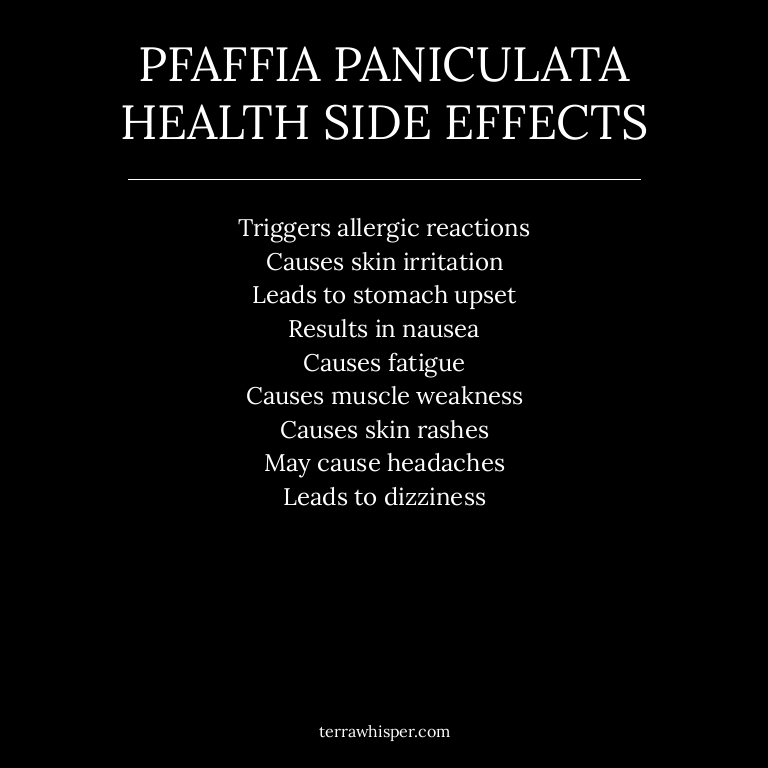 PFAFFIA PANICULATA
HEALTH SIDE EFFECTS
Triggers allergic reactions
Causes skin irritation
Leads to stomach upset
Results in nausea
Causes fatigue
Causes muscle weakness
Causes skin rashes
May cause headaches
Leads to dizziness
terrawhisper.com